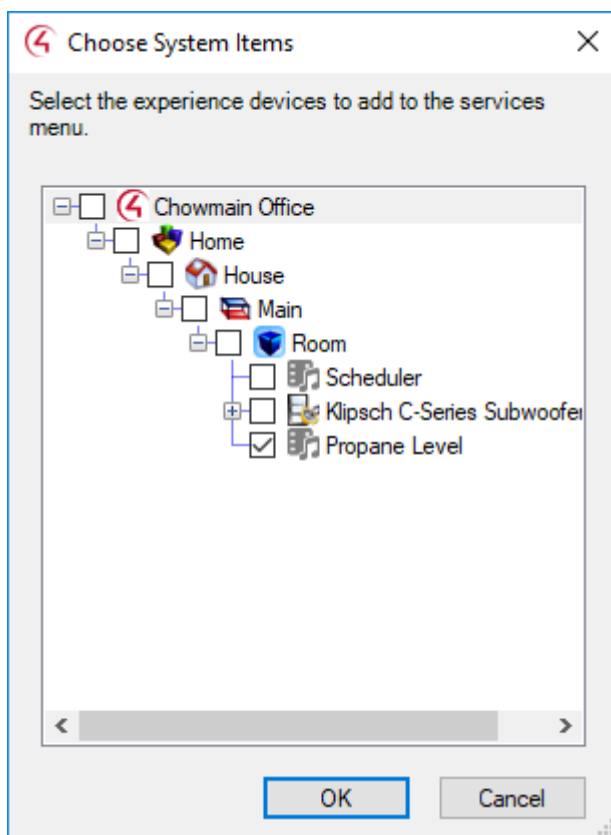 Choose System Items
Select the experience devices to add to the services
menu.
Chowmain Office
Home
House
Main
Room
Scheduler
Klipsch C-Series Subwoofer
Propane Level
OK
Cancel